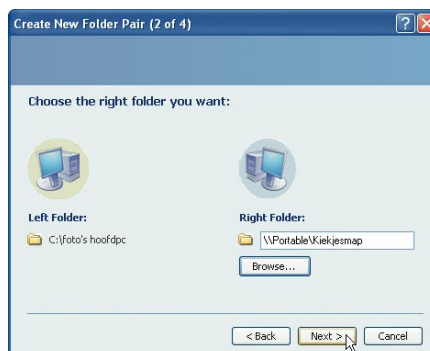 Create New Folder Pair (2 of 4)
Choose the right folder you want:
Left Folder:
C:\foto's hoofdpc
Right Folder:
\\Portable\Kiekjesmap
Browse...
< Back
Next >
Cancel